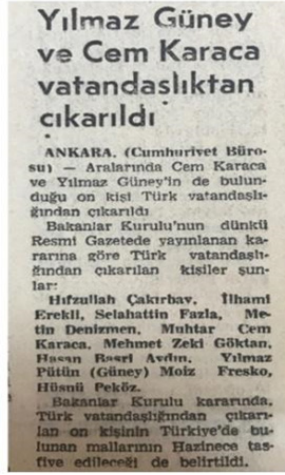 Yılmaz Güney
ve Cem Karaca
vatandaşlıktan
çıkarıldı
ANKARA, (Cumhuriyet Büro-
su) — Aralarında Cem Karaca
ve Yılmaz Güney'in de bulun-
duğu on kişi Türk vatandaşlı-
ğından çıkarıldı.
Bakanlar Kurulu'nun dünkü
Resmi Gazetede yayınlanan ka-
rarına göre Türk vatandaşlı-
ğından çıkarılan kişiler şun-
lar:
Hıfzullah Çakırbay, İlhami
Erekli, Selahattin Fazla, Me-
tin Denizmen, Muhtar Cem
Karaca, Mehmet Zeki Göktan,
Hasan Basri Aydın, Yılmaz
Pütün (Güney) Moiz Fresko,
Hüsnü Peköz.
Bakanlar Kurulu kararında,
Türk vatandaşlığından çıkarı-
lan on kişinin Türkiye'de bu-
lunan mallarının Hazinece tas-
fiye edileceği de belirtildi.